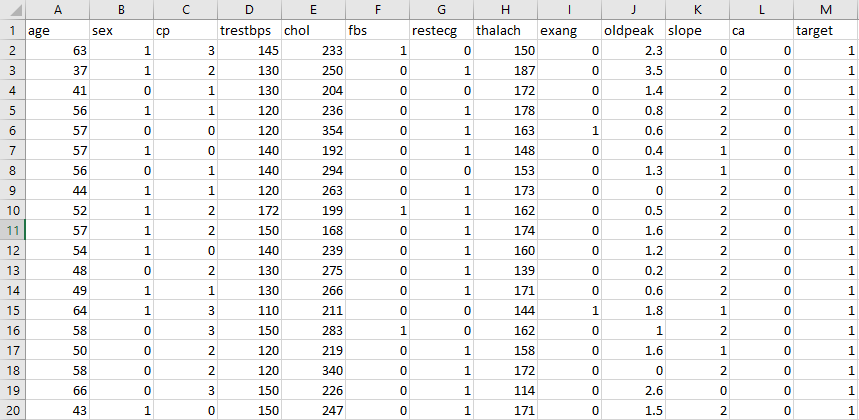 A B C D E F G H I J K L M
1 age sex cp trestbps chol fbs restecg thalach exang oldpeak slope ca target
2 63 1 3 145 233 1 0 150 0 2.3 0 0 1
3 37 1 2 130 250 0 1 187 0 3.5 0 0 1
4 41 0 1 130 204 0 0 172 0 1.4 2 0 1
5 56 1 1 120 236 0 1 178 0 0.8 2 0 1
6 57 0 0 120 354 0 1 163 1 0.6 2 0 1
7 57 1 0 140 192 0 1 148 0 0.4 1 0 1
8 56 0 1 140 294 0 0 153 0 1.3 1 0 1
9 44 1 1 120 263 0 1 173 0 0 2 0 1
10 52 1 2 172 199 1 1 162 0 0.5 2 0 1
11 57 1 2 150 168 0 1 174 0 1.6 2 0 1
12 54 1 0 140 239 0 1 160 0 1.2 2 0 1
13 48 0 2 130 275 0 1 139 0 0.2 2 0 1
14 49 1 1 130 266 0 1 171 0 0.6 2 0 1
15 64 1 3 110 211 0 0 144 1 1.8 1 0 1
16 58 0 3 150 283 1 0 162 0 1 2 0 1
17 50 0 2 120 219 0 1 158 0 1.6 1 0 1
18 58 0 2 120 340 0 1 172 0 0 2 0 1
19 66 0 3 150 226 0 1 114 0 2.6 0 0 1
20 43 1 0 150 247 0 1 171 0 1.5 2 0 1